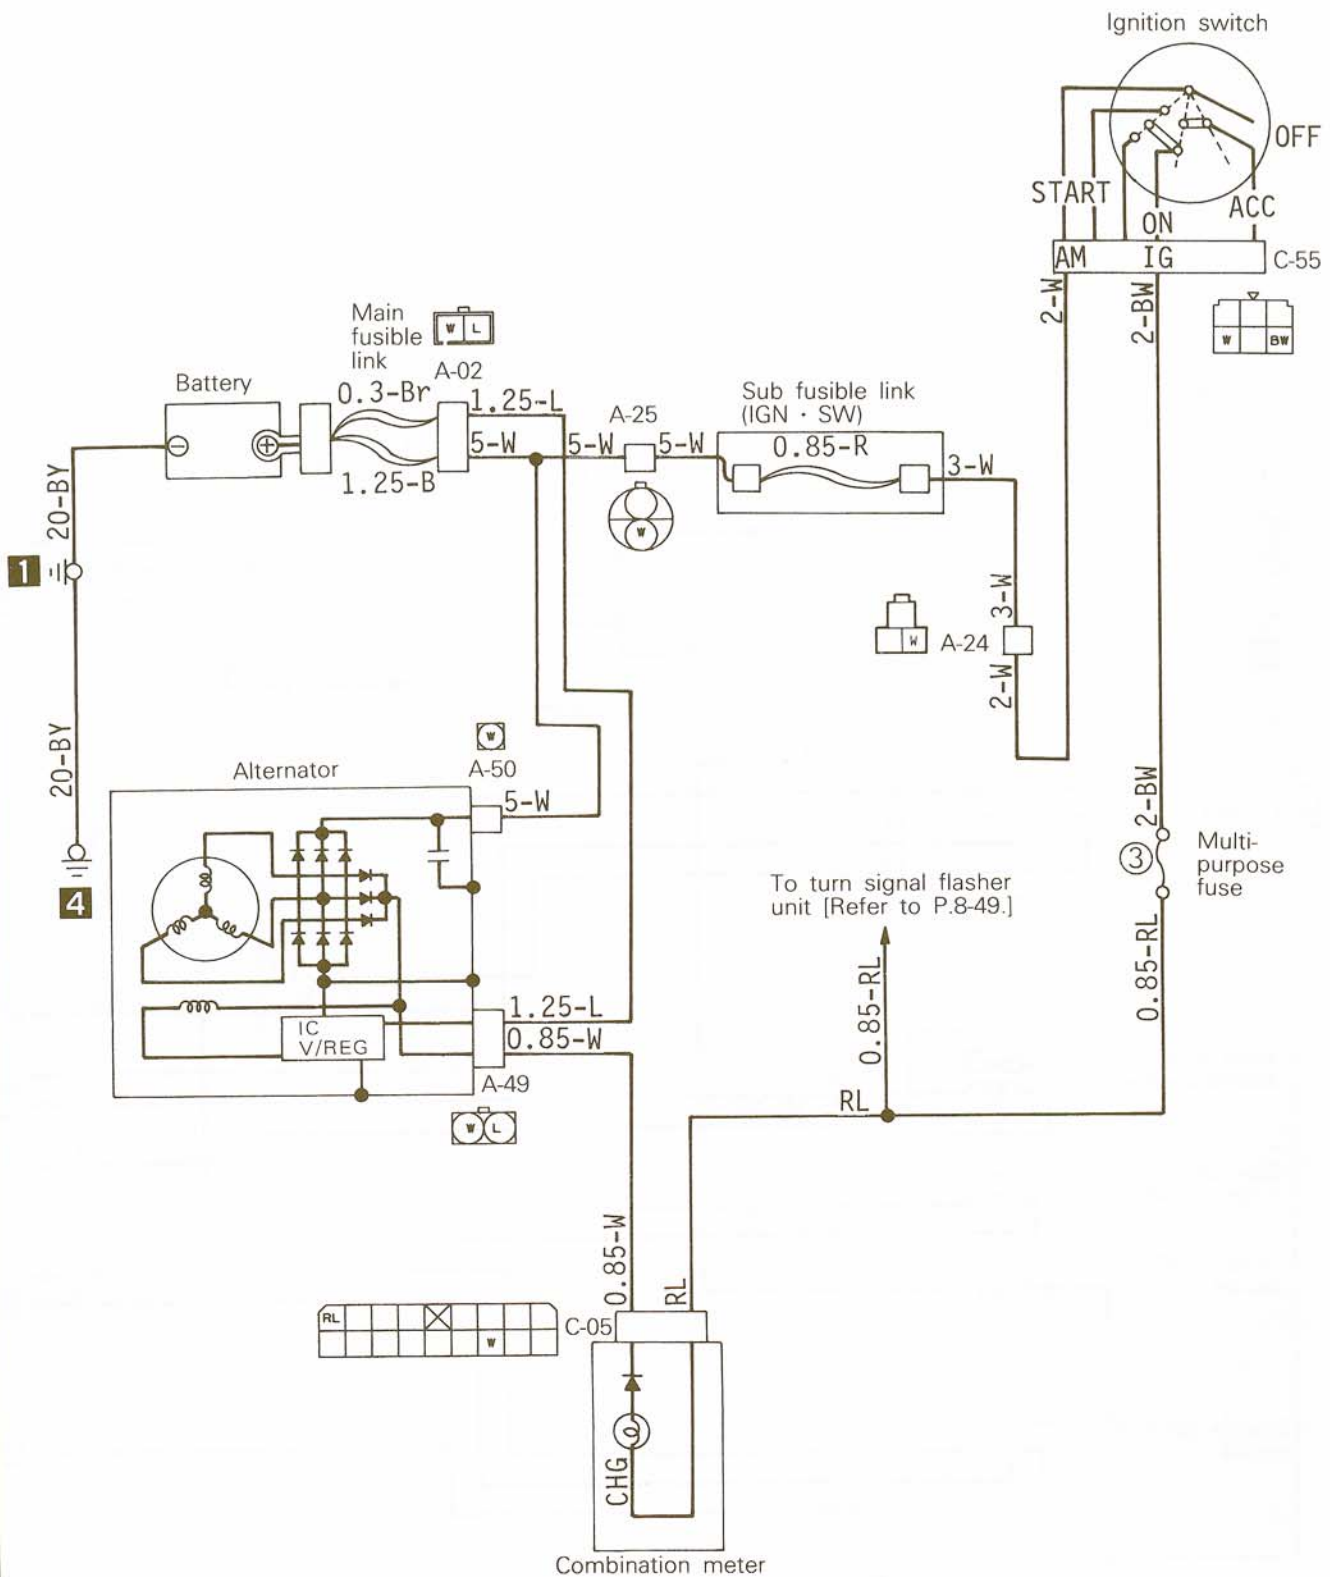 Ignition switch
OFF
START
ON
ACC
AM
IG
C-55
2-W
2-BW
W
BW
Main
fusible
link
W
L
A-02
Battery
0.3-Br
1.25-L
5-W
1.25-B
A-25
5-W
5-W
W
Sub fusible link
(IGN · SW)
0.85-R
3-W
20-BY
1
3-W
W
A-24
2-W
20-BY
4
Alternator
W
A-50
5-W
2-BW
3
Multi-
purpose
fuse
To turn signal flasher
unit [Refer to P.8-49.]
0.85-RL
0.85-RL
IC
V/REG
1.25-L
0.85-W
A-49
W
L
RL
0.85-W
RL
RL
W
C-05
CHG
Combination meter